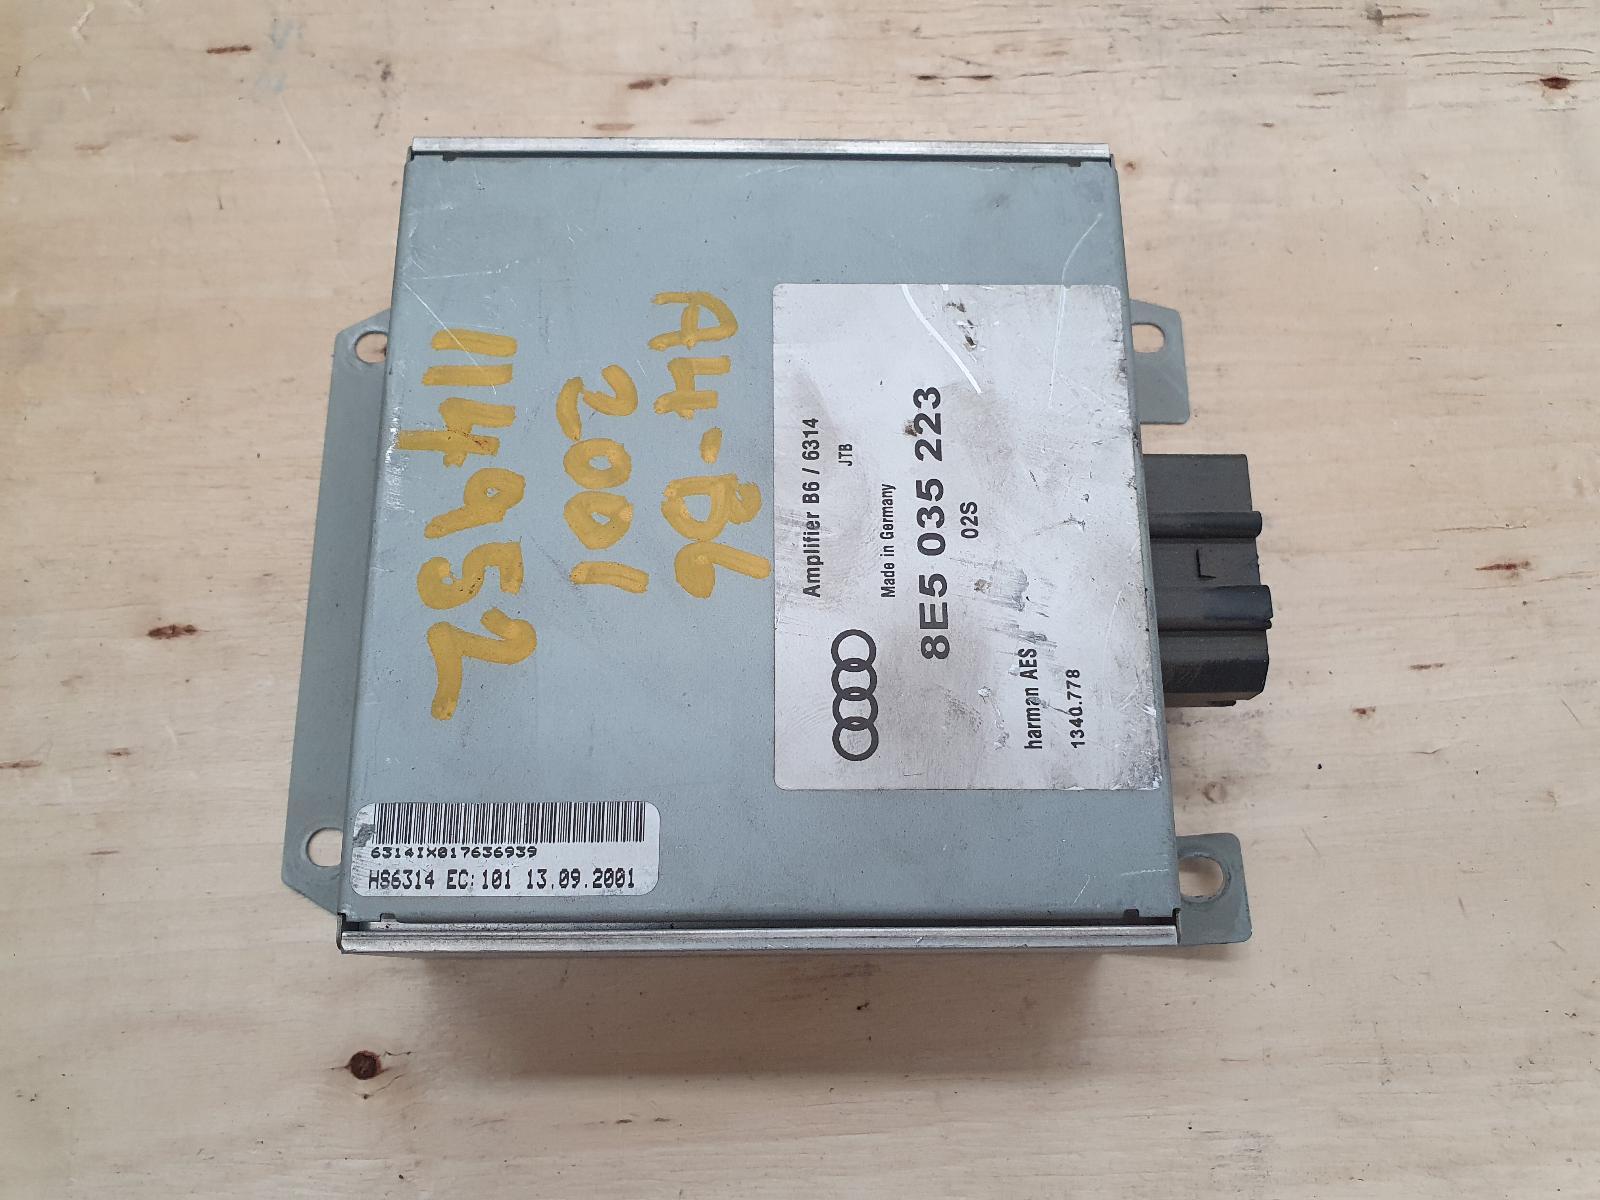 A4-B6
2001
114952
Amplifier B6 / 6314
JTB
Made in Germany
8E5 035 223
02S
harman AES
1340.778
6314IX017636939
HS6314 EC:101 13.09.2001